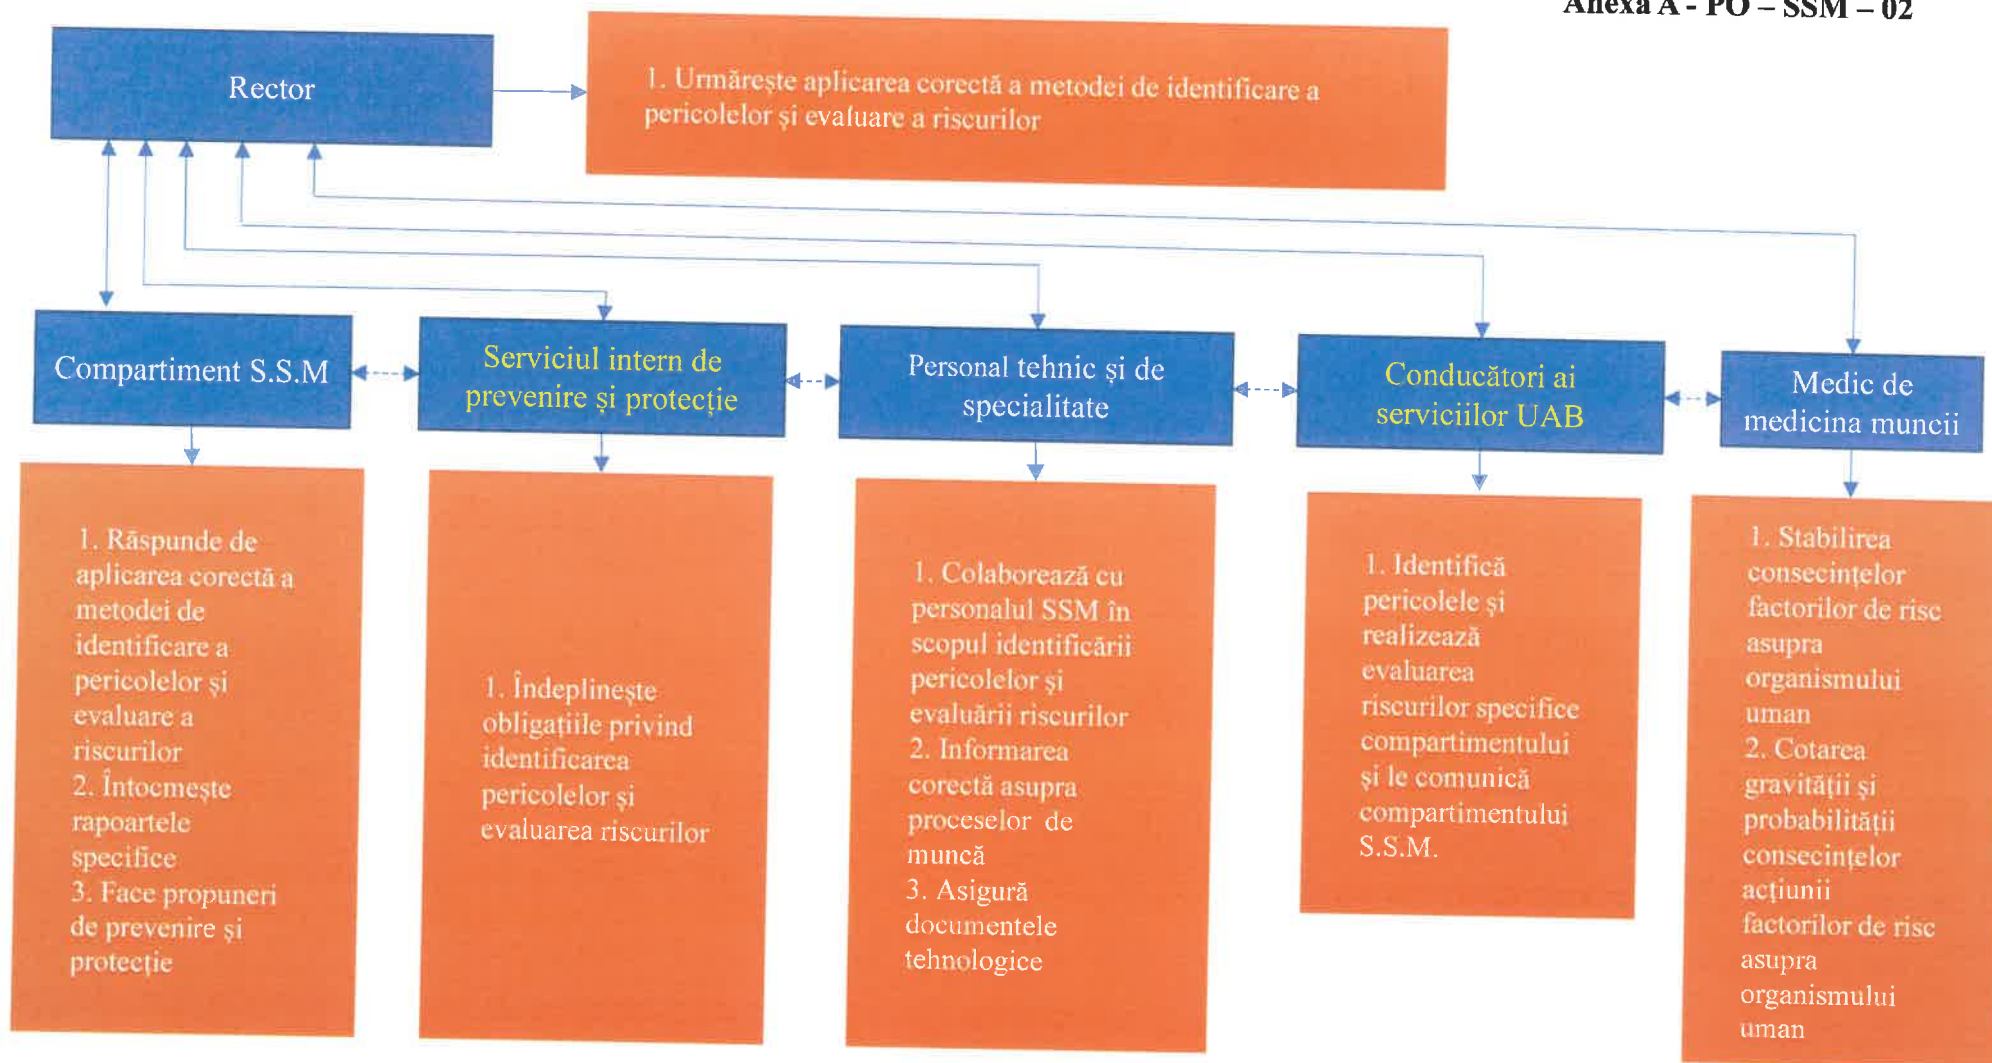 Anexa A - PO – SSM – 02
Rector
1. Urmărește aplicarea corectă a metodei de identificare a
pericolelor și evaluare a riscurilor
Compartiment S.S.M
Serviciul intern de
prevenire și protecție
Personal tehnic și de
specialitate
Conducători ai
serviciilor UAB
Medic de
medicina muncii
1. Răspunde de
aplicarea corectă a
metodei de
identificare a
pericolelor și
evaluare a
riscurilor
2. Întocmește
rapoartele
specifice
3. Face propuneri
de prevenire și
protecție
1. Îndeplinește
obligațiile privind
identificarea
pericolelor și
evaluarea riscurilor
1. Colaborează cu
personalul SSM în
scopul identificării
pericolelor și
evaluării riscurilor
2. Informarea
corectă asupra
proceselor de
muncă
3. Asigură
documentele
tehnologice
1. Identifică
pericolele și
realizează
evaluarea
riscurilor specifice
compartimentului
și le comunică
compartimentului
S.S.M.
1. Stabilirea
consecințelor
factorilor de risc
asupra
organismului
uman
2. Cotarea
gravității și
probabilității
consecințelor
acțiunii
factorilor de risc
asupra
organismului
uman